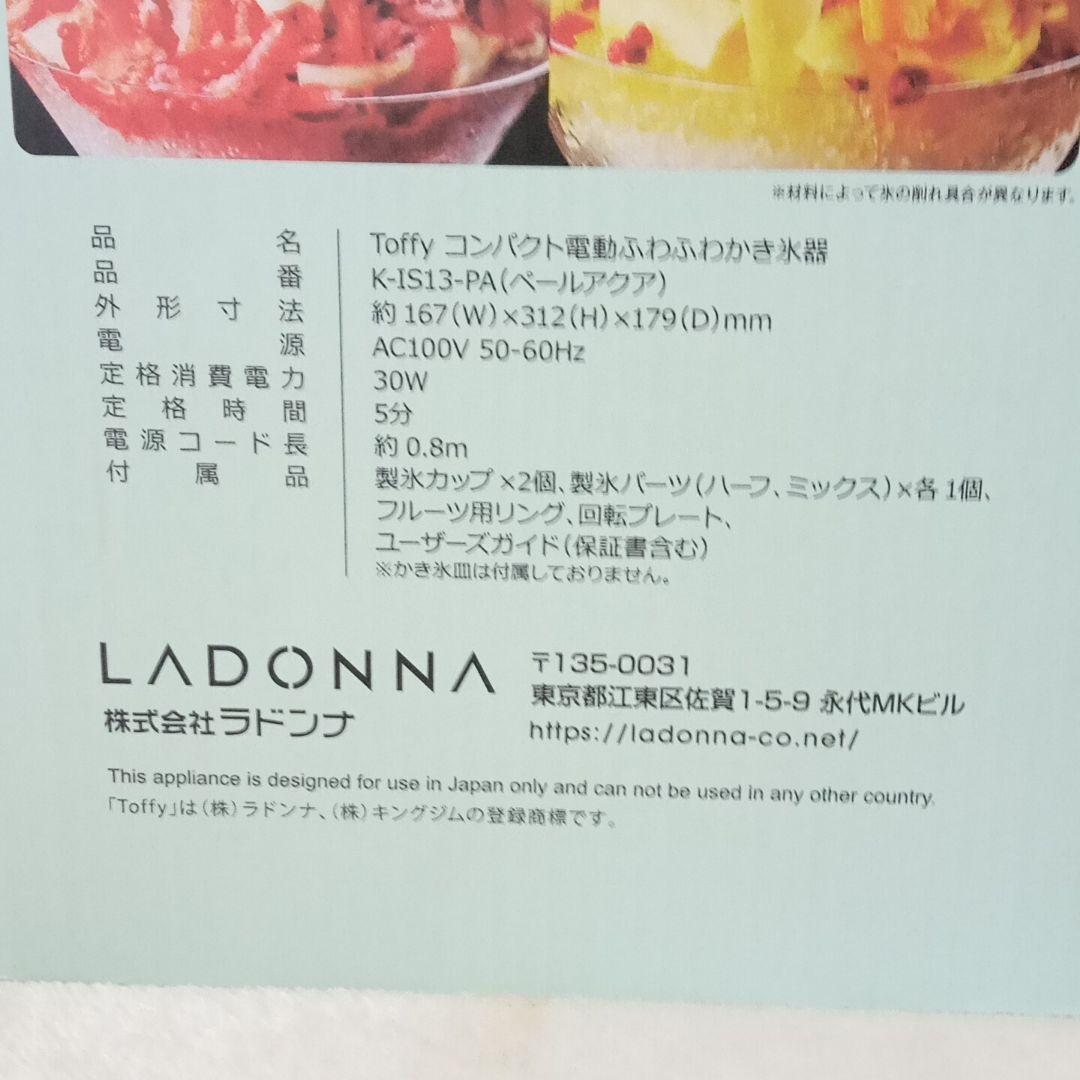 ※材料によって氷の削れ具合が異なります。
品名 Toffy コンパクト電動ふわふわかき氷器
品番 K-IS13-PA(ペールアクア)
外形寸法 約167(W)×312(H)×179(D)mm
電源 AC100V 50-60Hz
定格消費電力 30W
定格時間 5分
電源コード長 約0.8m
付属品 製氷カップ×2個、製氷パーツ(ハーフ、ミックス)×各1個、
フルーツ用リング、回転プレート、
ユーザーズガイド(保証書含む)
※かき氷皿は付属しておりません。
LADONNA
株式会社ラドンナ
〒135-0031
東京都江東区佐賀1-5-9 永代MKビル
https://ladonna-co.net/
This appliance is designed for use in Japan only and can not be used in any other country.
「Toffy」は(株)ラドンナ、(株)キングジムの登録商標です。